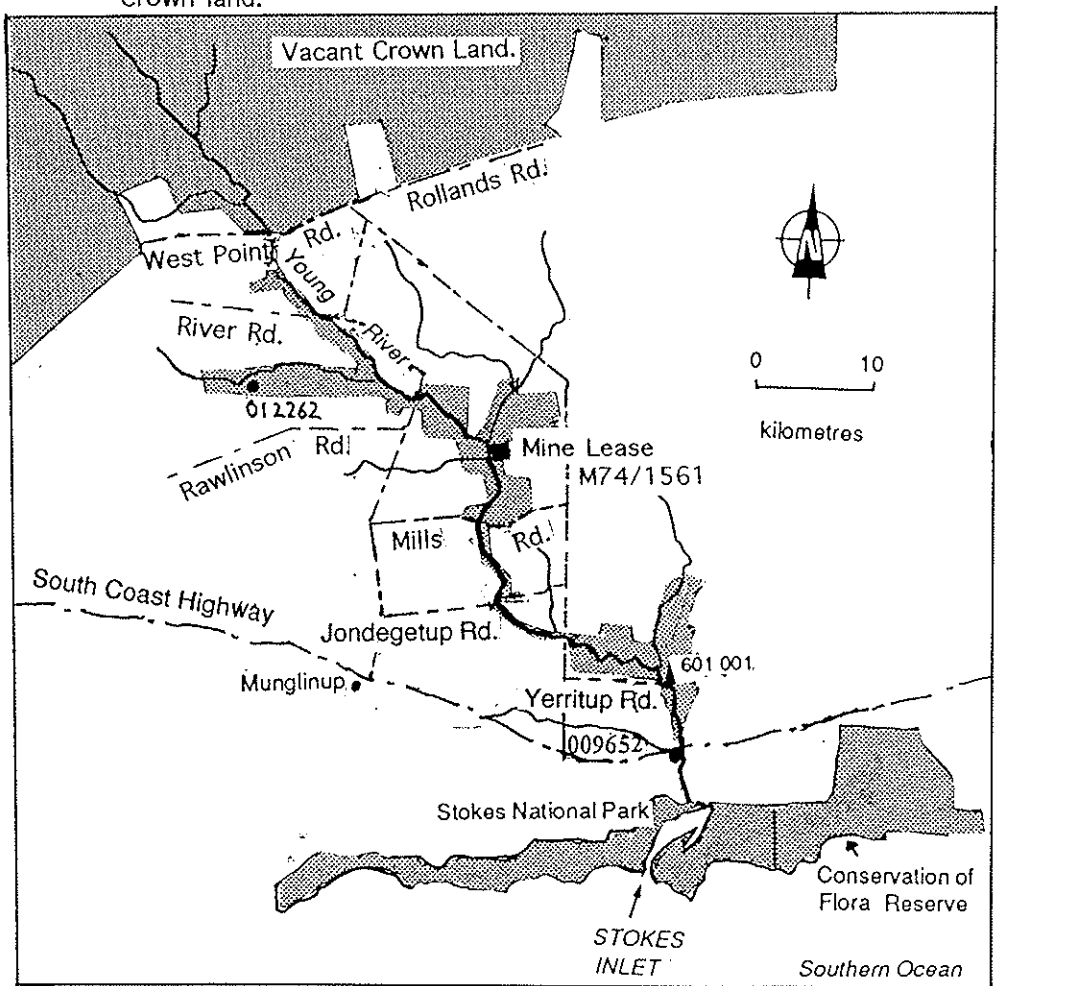 crown land.
Vacant Crown Land.
Rollands Rd.
West Point Rd.
Young River
N
River Rd.
0 10
kilometres
012262
Rawlinson Rd.
Mine Lease
M74/1561
Mills Rd.
South Coast Highway
Jondegetup Rd.
601 001
Munglinup
Yerritup Rd.
009652
Stokes National Park
Conservation of
Flora Reserve
STOKES
INLET
Southern Ocean